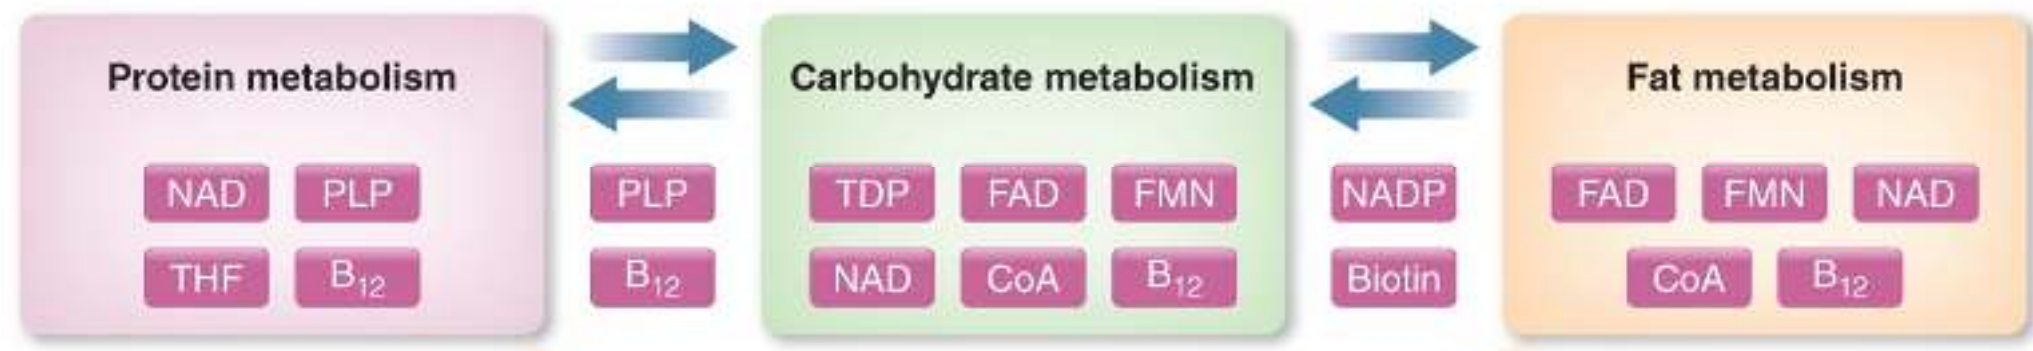 Protein metabolism
NAD PLP
THF B₁₂
PLP
B₁₂
Carbohydrate metabolism
TDP FAD FMN
NAD CoA B₁₂
NADP
Biotin
Fat metabolism
FAD FMN NAD
CoA B₁₂